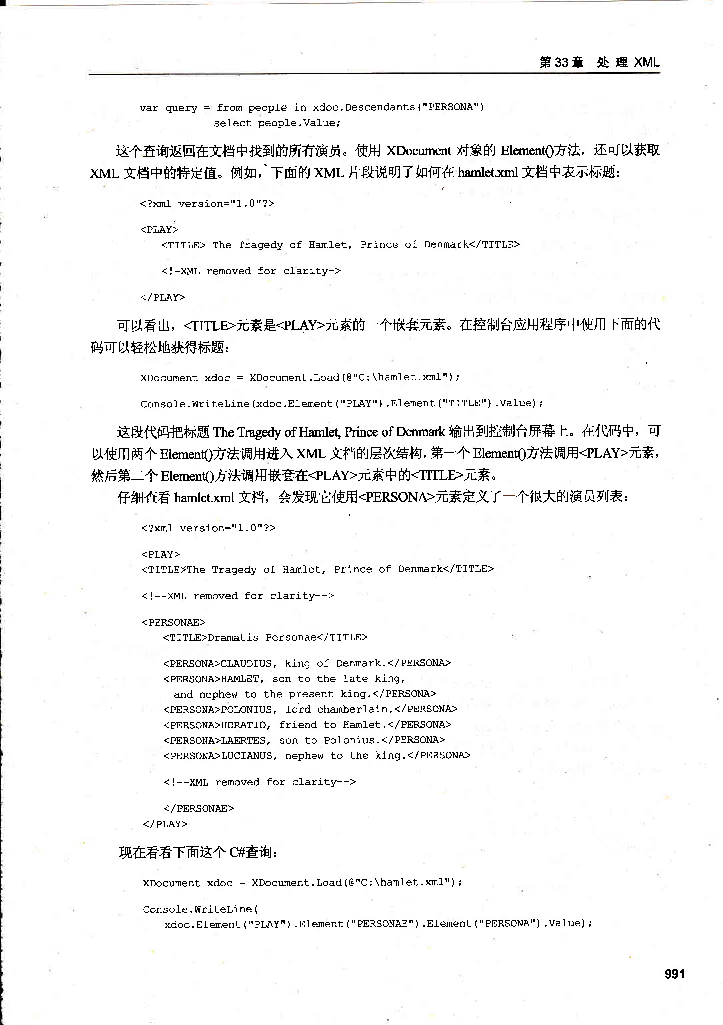 第33章 处 理 XML
var query = from people in xdoc.Descendants("PERSONA")
select people.Value;
这个查询返回在文档中找到的所有演员。使用 XDocument 对象的 Element()方法，还可以获取
XML 文档中的特定值。例如，下面的 XML 片段说明了如何在 hamlet.xml 文档中表示标题：
<?xml version="1.0"?>
<PLAY>
<TITLE> The Tragedy of Hamlet, Prince of Denmark</TITLE>
<!-XML removed for clarity->
</PLAY>
可以看出，<TITLE>元素是<PLAY>元素的一个嵌套元素。在控制台应用程序中使用下面的代
码可以轻松地获得标题：
XDocument xdoc = XDocument.Load(@"C:\hamlet.xml");
Console.WriteLine(xdoc.Element("PLAY").Element("TITLE").Value);
这段代码把标题 The Tragedy of Hamlet, Prince of Denmark 输出到控制台屏幕上。在代码中，可
以使用两个 Element()方法调用进入 XML 文档的层次结构，第一个 Element()方法调用<PLAY>元素，
然后第二个 Element()方法调用嵌套在<PLAY>元素中的<TITLE>元素。
仔细查看 hamlet.xml 文档，会发现它使用<PERSONA>元素定义了一个很大的演员列表：
<?xml version="1.0"?>
<PLAY>
<TITLE>The Tragedy of Hamlet, Prince of Denmark</TITLE>
<!--XML removed for clarity-->
<PERSONAE>
<TITLE>Dramatis Personae</TITLE>
<PERSONA>CLAUDIUS, king of Denmark.</PERSONA>
<PERSONA>HAMLET, son to the late king,
and nephew to the present king.</PERSONA>
<PERSONA>POLONIUS, lord chamberlain.</PERSONA>
<PERSONA>HORATIO, friend to Hamlet.</PERSONA>
<PERSONA>LAERTES, son to Polonius.</PERSONA>
<PERSONA>LUCIANUS, nephew to the king.</PERSONA>
<!--XML removed for clarity-->
</PERSONAE>
</PLAY>
现在看看下面这个 C#查询：
XDocument xdoc = XDocument.Load(@"C:\hamlet.xml");
Console.WriteLine(
xdoc.Element("PLAY").Element("PERSONAE").Element("PERSONA").Value);
991